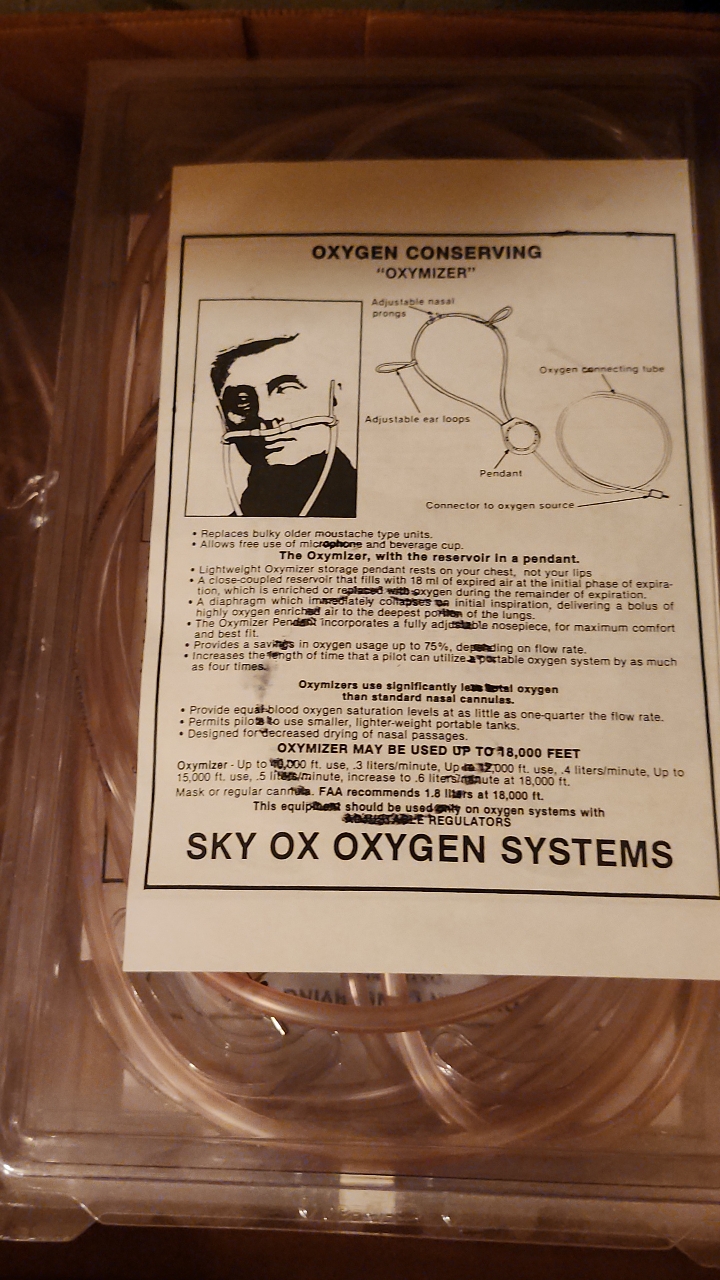 OXYGEN CONSERVING
"OXYMIZER"
Adjustable nasal
prongs
Oxygen connecting tube
Adjustable ear loops
Pendant
Connector to oxygen source
• Replaces bulky older moustache type units.
• Allows free use of microphone and beverage cup.
The Oxymizer, with the reservoir in a pendant.
• Lightweight Oxymizer storage pendant rests on your chest, not your lips
• A close-coupled reservoir that fills with 18 ml of expired air at the initial phase of expira-
tion, which is enriched or replaced with oxygen during the remainder of expiration.
• A diaphragm which immediately collapses on initial inspiration, delivering a bolus of
highly oxygen enriched air to the deepest portion of the lungs.
• The Oxymizer Pendant incorporates a fully adjustable nosepiece, for maximum comfort
and best fit.
• Provides a savings in oxygen usage up to 75%, depending on flow rate.
• Increases the length of time that a pilot can utilize a portable oxygen system by as much
as four times.
Oxymizers use significantly less total oxygen
than standard nasal cannulas.
• Provide equal blood oxygen saturation levels at as little as one-quarter the flow rate.
• Permits pilots to use smaller, lighter-weight portable tanks.
• Designed for decreased drying of nasal passages.
OXYMIZER MAY BE USED UP TO 18,000 FEET
Oxymizer - Up to 10,000 ft. use, .3 liters/minute, Up to 12,000 ft. use, .4 liters/minute, Up to
15,000 ft. use, .5 liters/minute, increase to .6 liters/minute at 18,000 ft.
Mask or regular cannula. FAA recommends 1.8 liters at 18,000 ft.
This equipment should be used only on oxygen systems with
ADJUSTABLE REGULATORS
SKY OX OXYGEN SYSTEMS